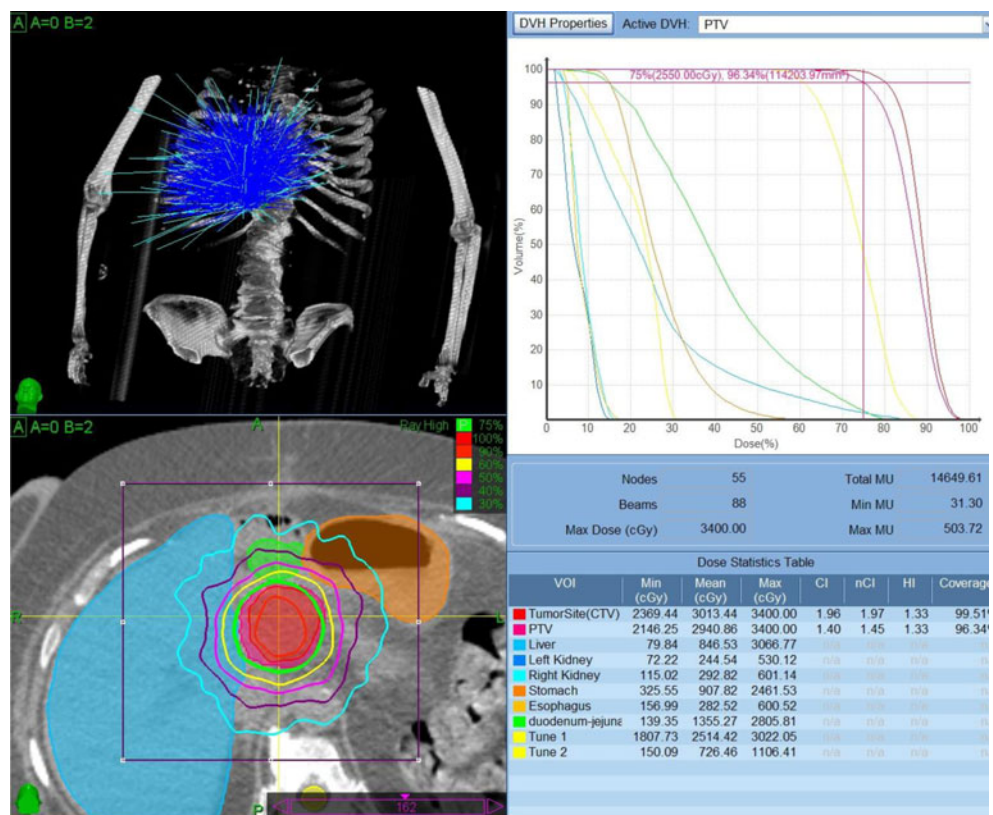 A A=0 B=2
DVH Properties Active DVH: PTV
75%(2550.00cGy), 96.34%(114203.97mm³)
100
90
80
70
60
50
40
30
20
10
Volume(%)
0 10 20 30 40 50 60 70 80 90 100
Dose(%)
A A=0 B=2
A
Ray High P 75%
100%
90%
60%
50%
40%
30%
R
L
P
162
Nodes 55 Total MU 14649.61
Beams 88 Min MU 31.30
Max Dose (cGy) 3400.00 Max MU 503.72
Dose Statistics Table
VOI Min (cGy) Mean (cGy) Max (cGy) CI nCI HI Coverage
TumorSite(CTV) 2369.44 3013.44 3400.00 1.96 1.97 1.33 99.51%
PTV 2146.25 2940.86 3400.00 1.40 1.45 1.33 96.34%
Liver 79.84 846.53 3066.77 n/a n/a n/a n/a
Left Kidney 72.22 244.54 530.12 n/a n/a n/a n/a
Right Kidney 115.02 292.82 601.14 n/a n/a n/a n/a
Stomach 325.55 907.82 2461.53 n/a n/a n/a n/a
Esophagus 156.99 282.52 600.52 n/a n/a n/a n/a
duodenum-jejuna 139.35 1355.27 2805.81 n/a n/a n/a n/a
Tune 1 1807.73 2514.42 3022.05 n/a n/a n/a n/a
Tune 2 150.09 726.46 1106.41 n/a n/a n/a n/a